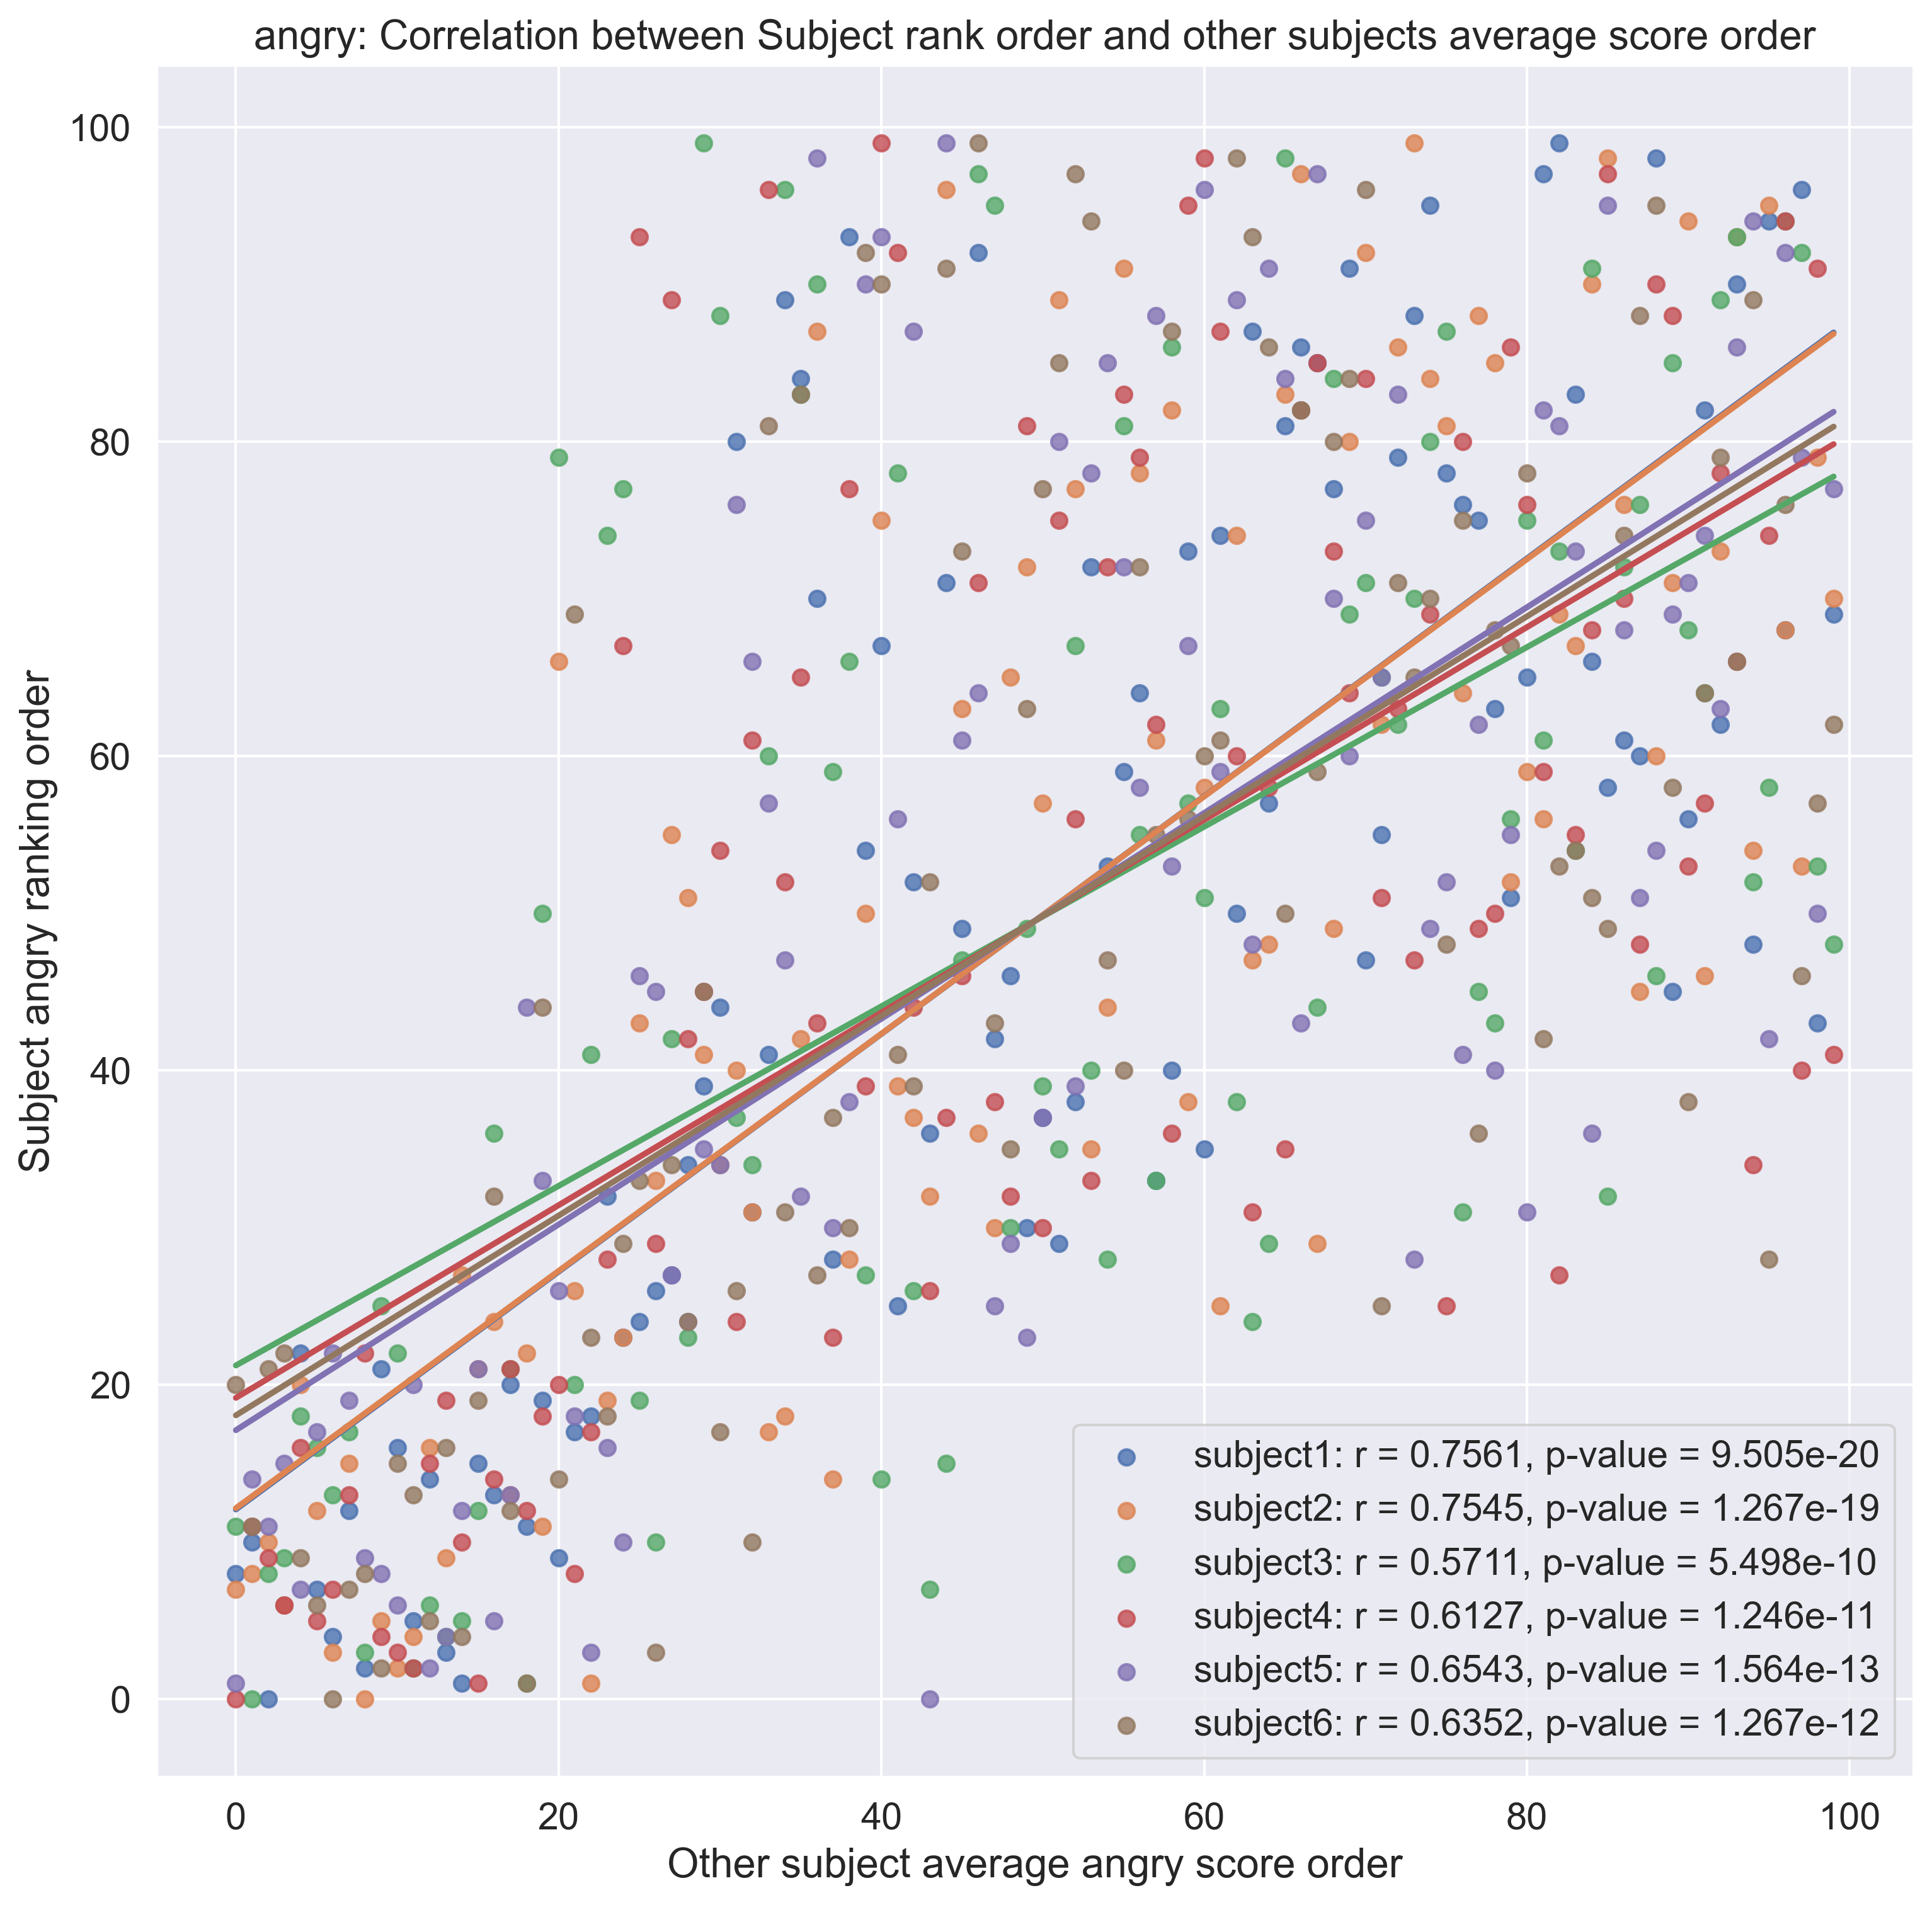 angry: Correlation between Subject rank order and other subjects average score order
100
80
60
40
20
0
Subject angry ranking order
subject1: r = 0.7561, p-value = 9.505e-20
subject2: r = 0.7545, p-value = 1.267e-19
subject3: r = 0.5711, p-value = 5.498e-10
subject4: r = 0.6127, p-value = 1.246e-11
subject5: r = 0.6543, p-value = 1.564e-13
subject6: r = 0.6352, p-value = 1.267e-12
0 20 40 60 80 100
Other subject average angry score order